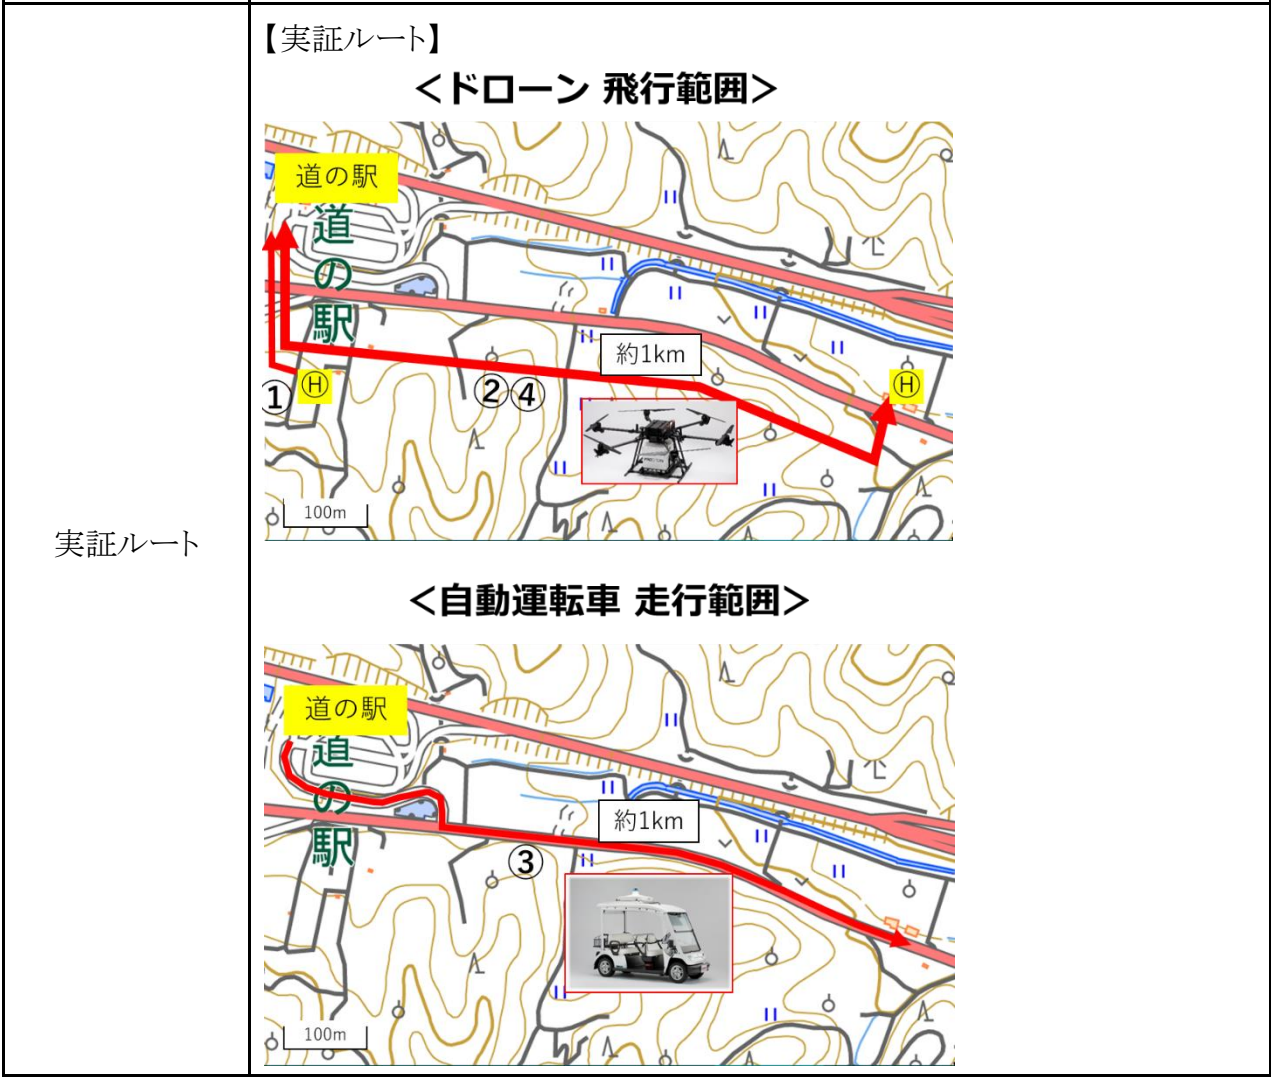 実証ルート
【実証ルート】
＜ドローン 飛行範囲＞
道の駅
道の駅
約1km
Ⓗ
Ⓗ
①
②④
100m
＜自動運転車 走行範囲＞
道の駅
道の駅
約1km
③
100m